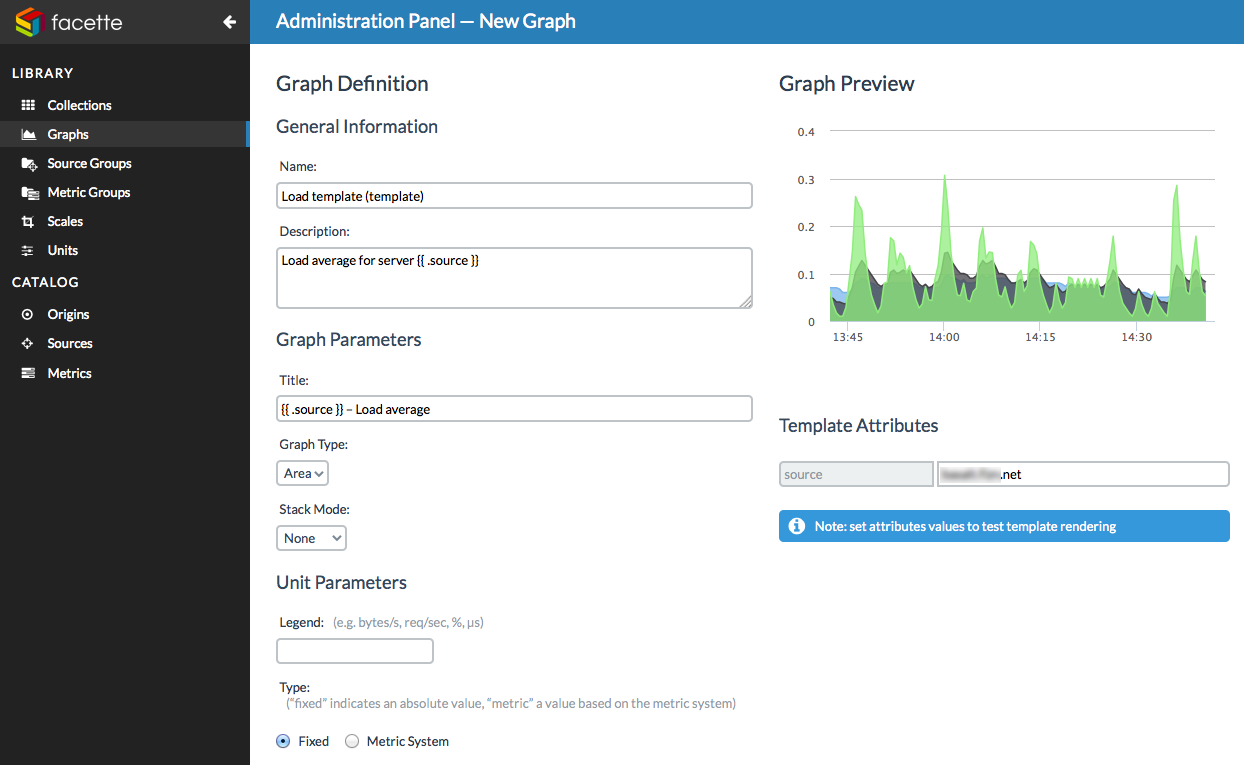 facette
Administration Panel — New Graph
LIBRARY
Collections
Graphs
Source Groups
Metric Groups
Scales
Units
CATALOG
Origins
Sources
Metrics
Graph Definition
General Information
Name:
Load template (template)
Description:
Load average for server {{ .source }}
Graph Parameters
Title:
{{ .source }} – Load average
Graph Type:
Area
Stack Mode:
None
Unit Parameters
Legend: (e.g. bytes/s, req/sec, %, µs)
Type:
(“fixed” indicates an absolute value, “metric” a value based on the metric system)
Fixed Metric System
Graph Preview
0.4
0.3
0.2
0.1
0
13:45 14:00 14:15 14:30
Template Attributes
source .net
Note: set attributes values to test template rendering